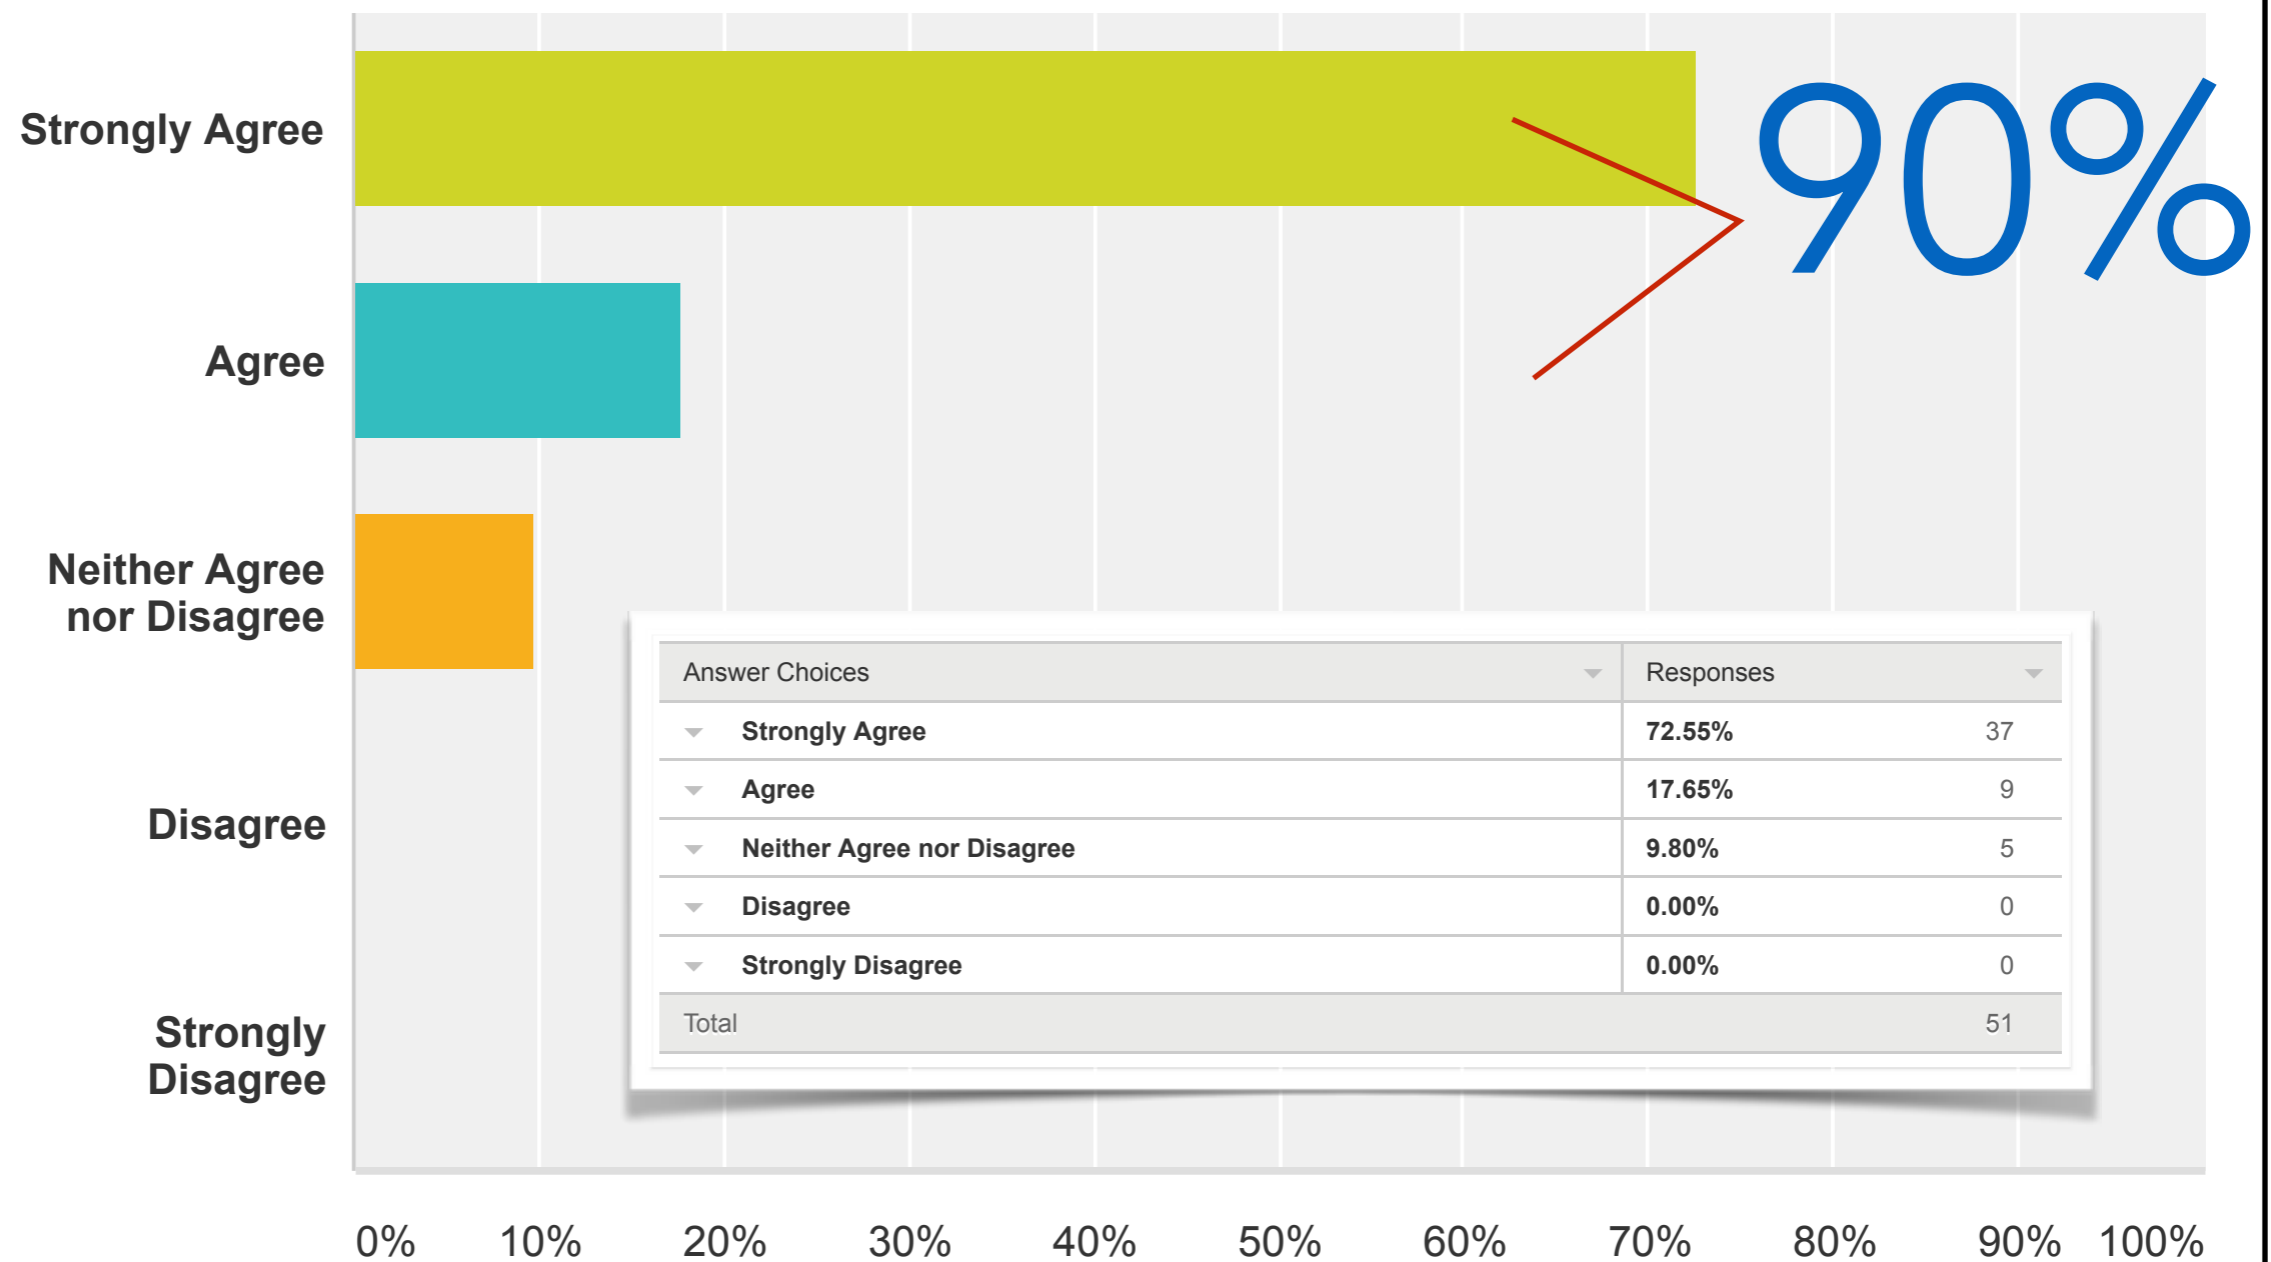 Strongly Agree
90%
Agree
Neither Agree
nor Disagree
Answer Choices Responses
Strongly Agree 72.55% 37
Agree 17.65% 9
Neither Agree nor Disagree 9.80% 5
Disagree 0.00% 0
Strongly Disagree 0.00% 0
Total 51
Disagree
Strongly
Disagree
0% 10% 20% 30% 40% 50% 60% 70% 80% 90% 100%